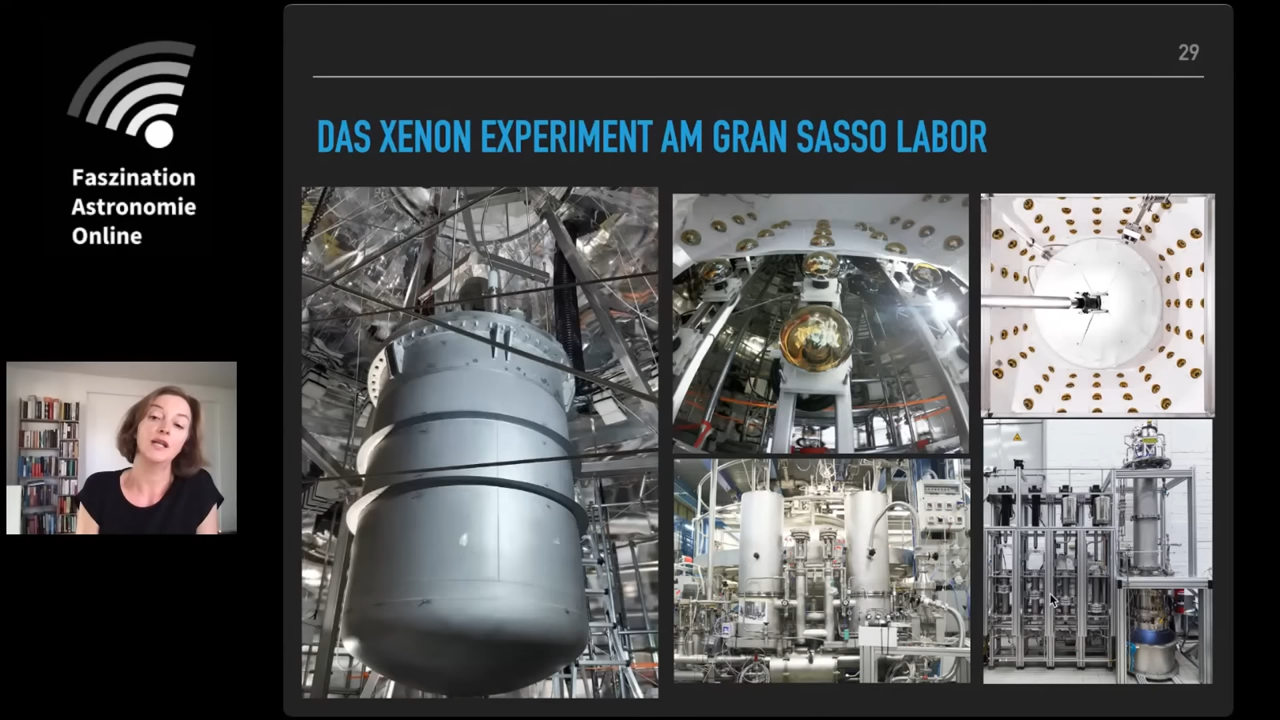 Faszination
Astronomie
Online
29
DAS XENON EXPERIMENT AM GRAN SASSO LABOR